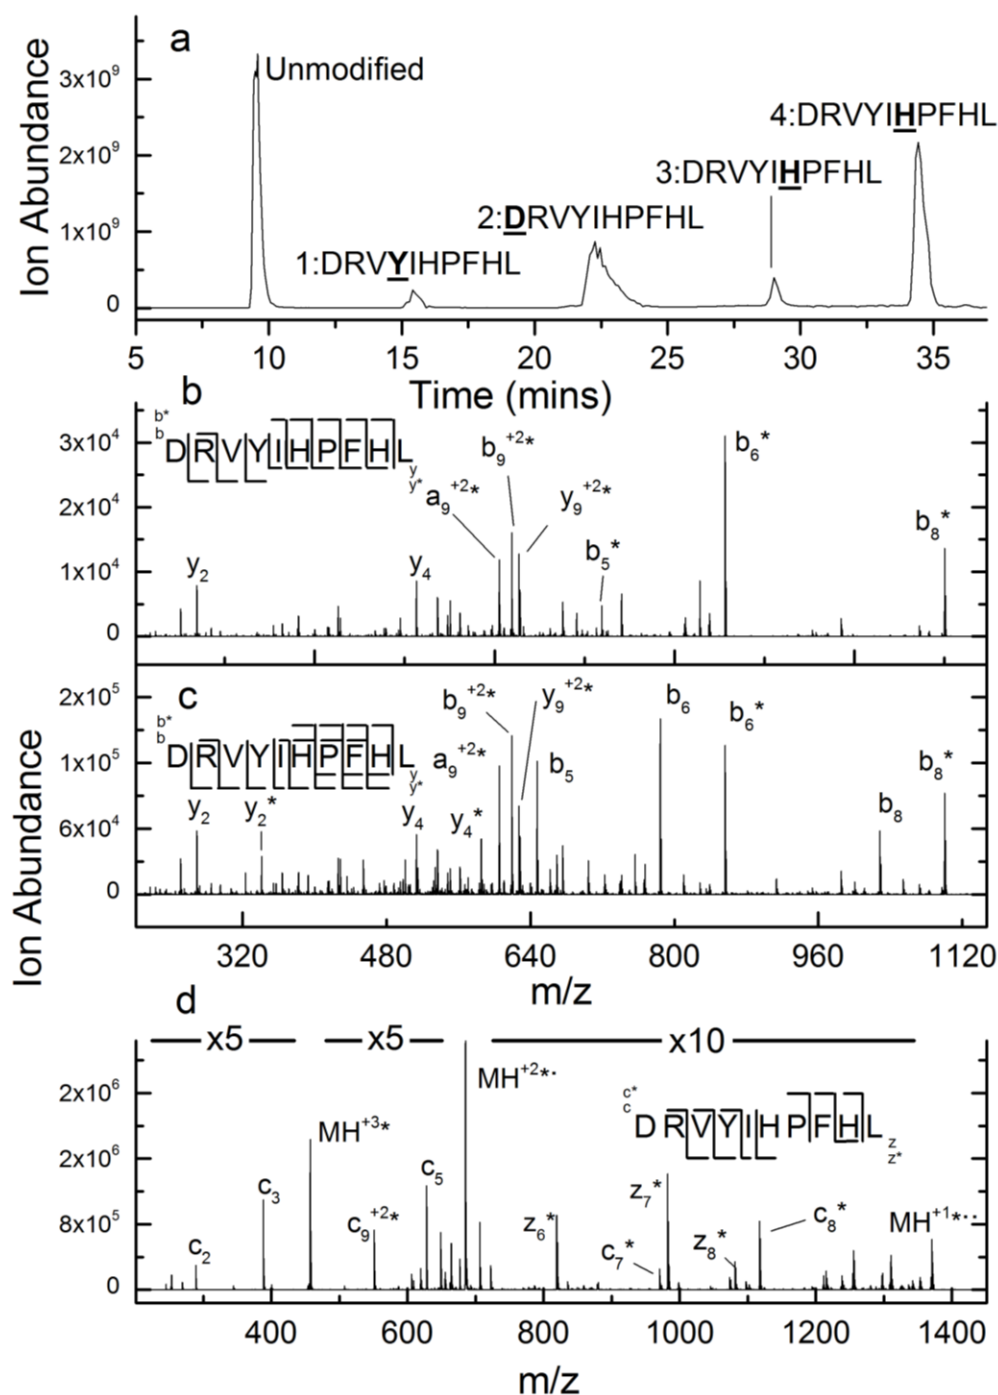 a
Ion Abundance
3x10⁹
2x10⁹
1x10⁹
0
Unmodified
1:DRVYIHPFHL
2:DRVYIHPFHL
3:DRVYIHPFHL
4:DRVYIHPFHL
5 10 15 20 25 30 35
Time (mins)
b
3x10⁴
2x10⁴
1x10⁴
0
b*
b
DRVYIHPFHL
y
y*
y₂
y₄
a₉⁺²*
b₉⁺²*
y₉⁺²*
b₅*
b₆*
b₈*
c
Ion Abundance
2x10⁵
1x10⁵
6x10⁴
0
b*
b
DRVYIHPFHL
y
y*
y₂
y₂*
y₄
y₄*
a₉⁺²*
b₉⁺²*
y₉⁺²*
b₅
b₆
b₆*
b₈
b₈*
320 480 640 800 960 1120
m/z
d
x5 x5 x10
2x10⁶
2x10⁶
8x10⁵
0
c*
c
DRVYIHPFHL
z
z*
c₂
c₃
MH⁺³*
c₉⁺²*
c₅
MH⁺²*·
z₆*
c₇*
z₇*
z₈*
c₈*
MH⁺¹*··
400 600 800 1000 1200 1400
m/z